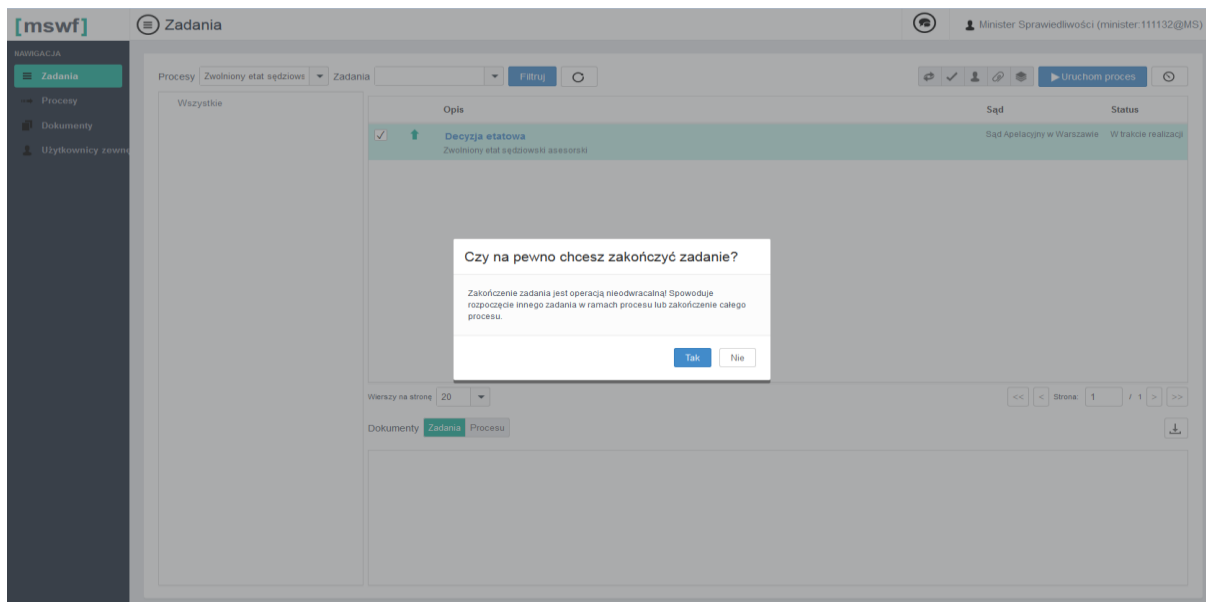 [mswf]
Zadania
Minister Sprawiedliwości (minister:111132@MS)
NAWIGACJA
Zadania
Procesy
Dokumenty
Użytkownicy zewnę
Procesy Zwolniony etat sędziows Zadania Filtruj Uruchom proces
Wszystkie
Opis Sąd Status
Decyzja etatowa Sąd Apelacyjny w Warszawie W trakcie realizacji
Zwolniony etat sędziowski asesorski
Czy na pewno chcesz zakończyć zadanie?
Zakończenie zadania jest operacją nieodwracalną! Spowoduje
rozpoczęcie innego zadania w ramach procesu lub zakończenie całego
procesu.
Tak Nie
Wierszy na stronę 20 << < Strona: 1 / 1 > >>
Dokumenty Zadania Procesu